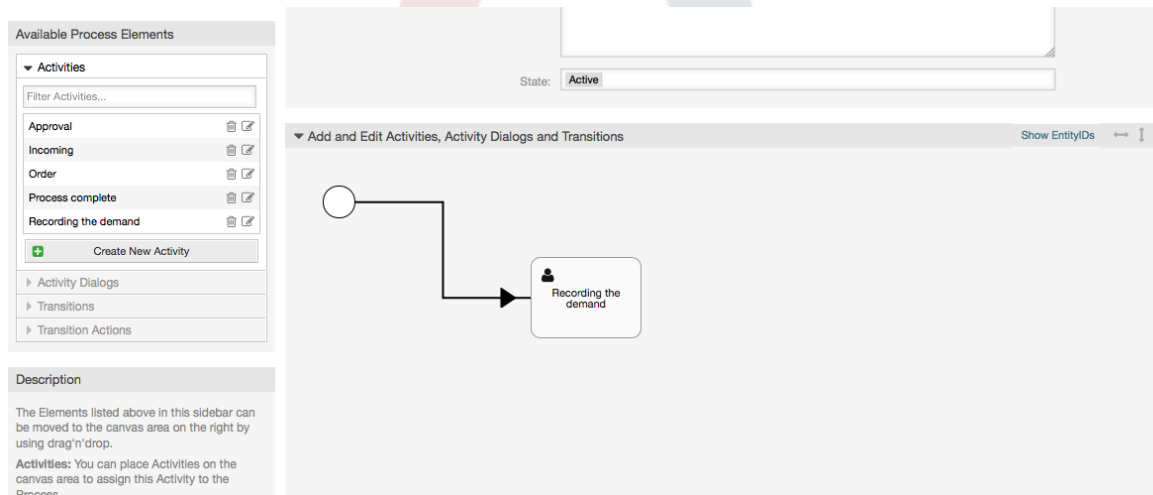 Available Process Elements
Activities
Filter Activities...
Approval
Incoming
Order
Process complete
Recording the demand
Create New Activity
Activity Dialogs
Transitions
Transition Actions
Description
The Elements listed above in this sidebar can
be moved to the canvas area on the right by
using drag'n'drop.
Activities: You can place Activities on the
canvas area to assign this Activity to the
Process.
State: Active
Add and Edit Activities, Activity Dialogs and Transitions
Show EntityIDs
Recording the
demand